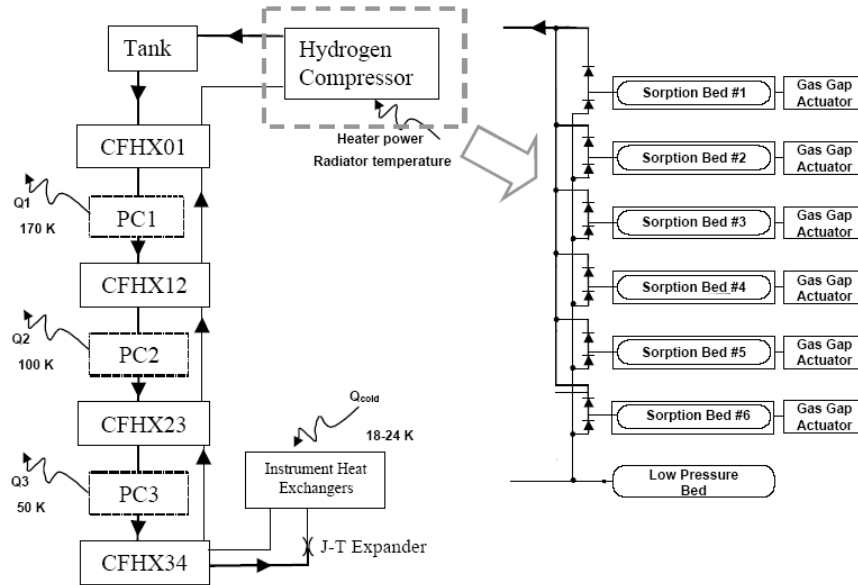 Tank
Hydrogen
Compressor
Heater power
Radiator temperature
CFHX01
Q1
170 K
PC1
CFHX12
Q2
100 K
PC2
CFHX23
Q3
50 K
PC3
CFHX34
Qcold
18-24 K
Instrument Heat
Exchangers
J-T Expander
Sorption Bed #1
Gas Gap
Actuator
Sorption Bed #2
Gas Gap
Actuator
Sorption Bed #3
Gas Gap
Actuator
Sorption Bed #4
Gas Gap
Actuator
Sorption Bed #5
Gas Gap
Actuator
Sorption Bed #6
Gas Gap
Actuator
Low Pressure
Bed